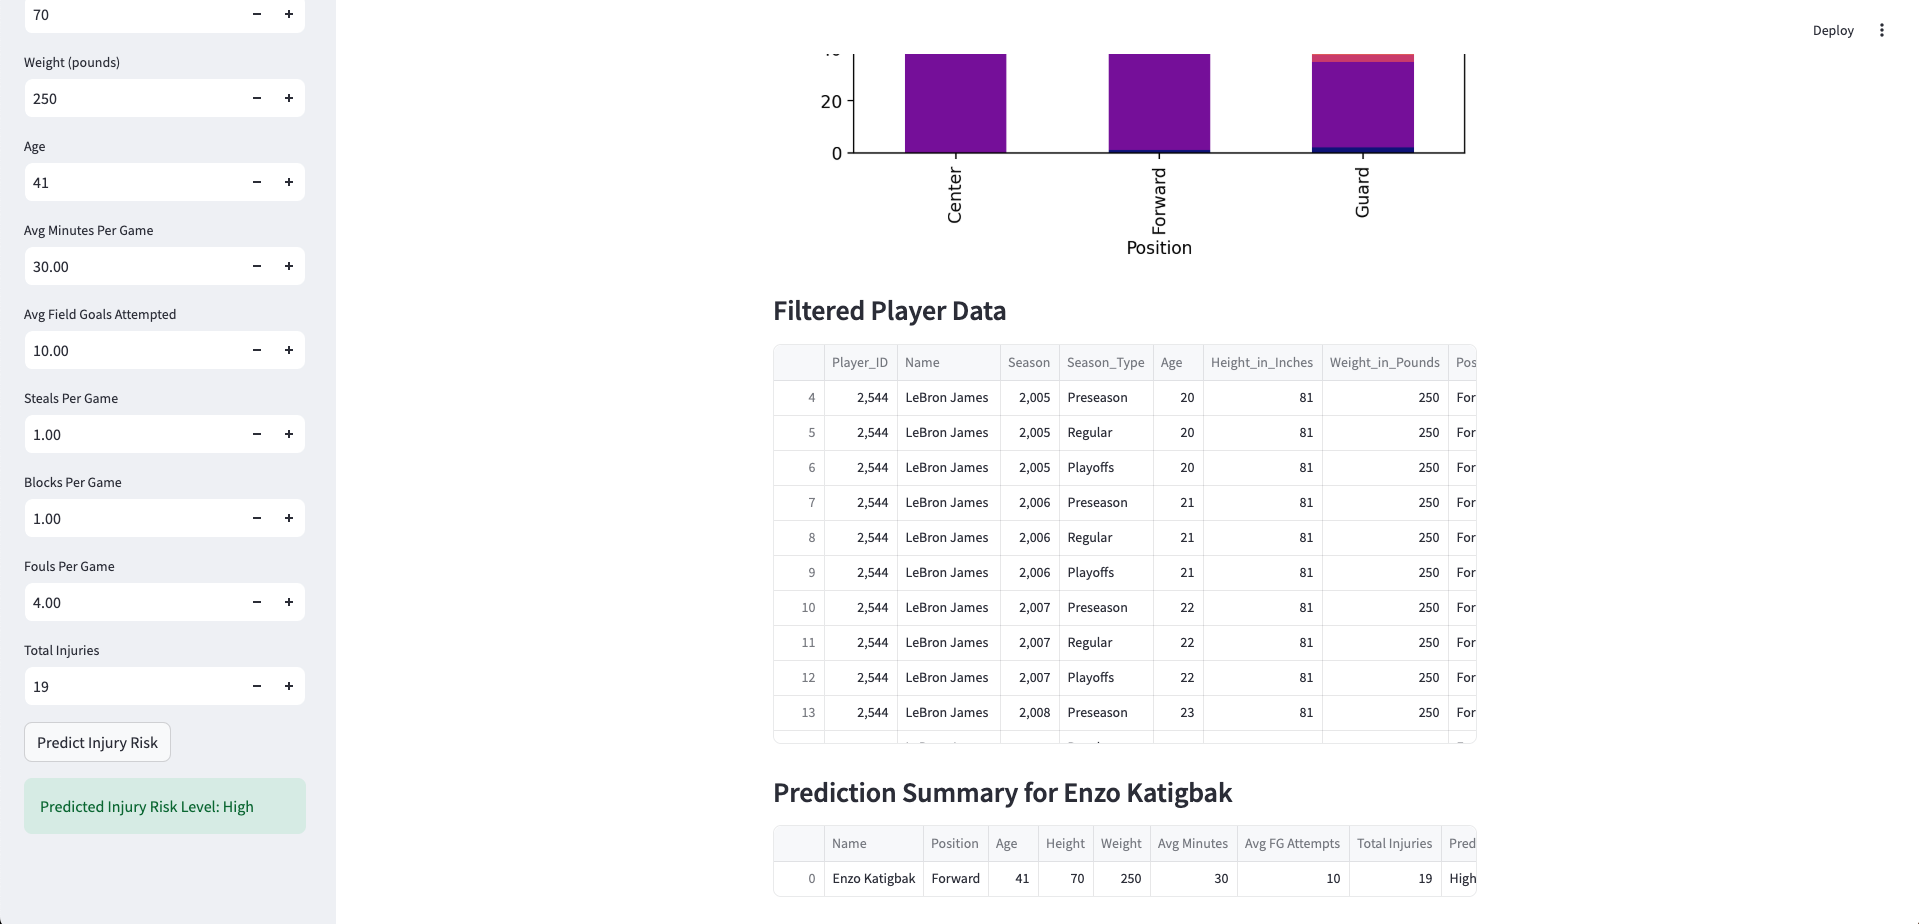 70 − +
Weight (pounds)
250 − +
Age
41 − +
Avg Minutes Per Game
30.00 − +
Avg Field Goals Attempted
10.00 − +
Steals Per Game
1.00 − +
Blocks Per Game
1.00 − +
Fouls Per Game
4.00 − +
Total Injuries
19 − +
Predict Injury Risk
Predicted Injury Risk Level: High
Deploy
20
0
Center Forward Guard
Position
Filtered Player Data
Player_ID Name Season Season_Type Age Height_in_Inches Weight_in_Pounds Pos
4 2,544 LeBron James 2,005 Preseason 20 81 250 For
5 2,544 LeBron James 2,005 Regular 20 81 250 For
6 2,544 LeBron James 2,005 Playoffs 20 81 250 For
7 2,544 LeBron James 2,006 Preseason 21 81 250 For
8 2,544 LeBron James 2,006 Regular 21 81 250 For
9 2,544 LeBron James 2,006 Playoffs 21 81 250 For
10 2,544 LeBron James 2,007 Preseason 22 81 250 For
11 2,544 LeBron James 2,007 Regular 22 81 250 For
12 2,544 LeBron James 2,007 Playoffs 22 81 250 For
13 2,544 LeBron James 2,008 Preseason 23 81 250 For
Prediction Summary for Enzo Katigbak
Name Position Age Height Weight Avg Minutes Avg FG Attempts Total Injuries Pred
0 Enzo Katigbak Forward 41 70 250 30 10 19 High